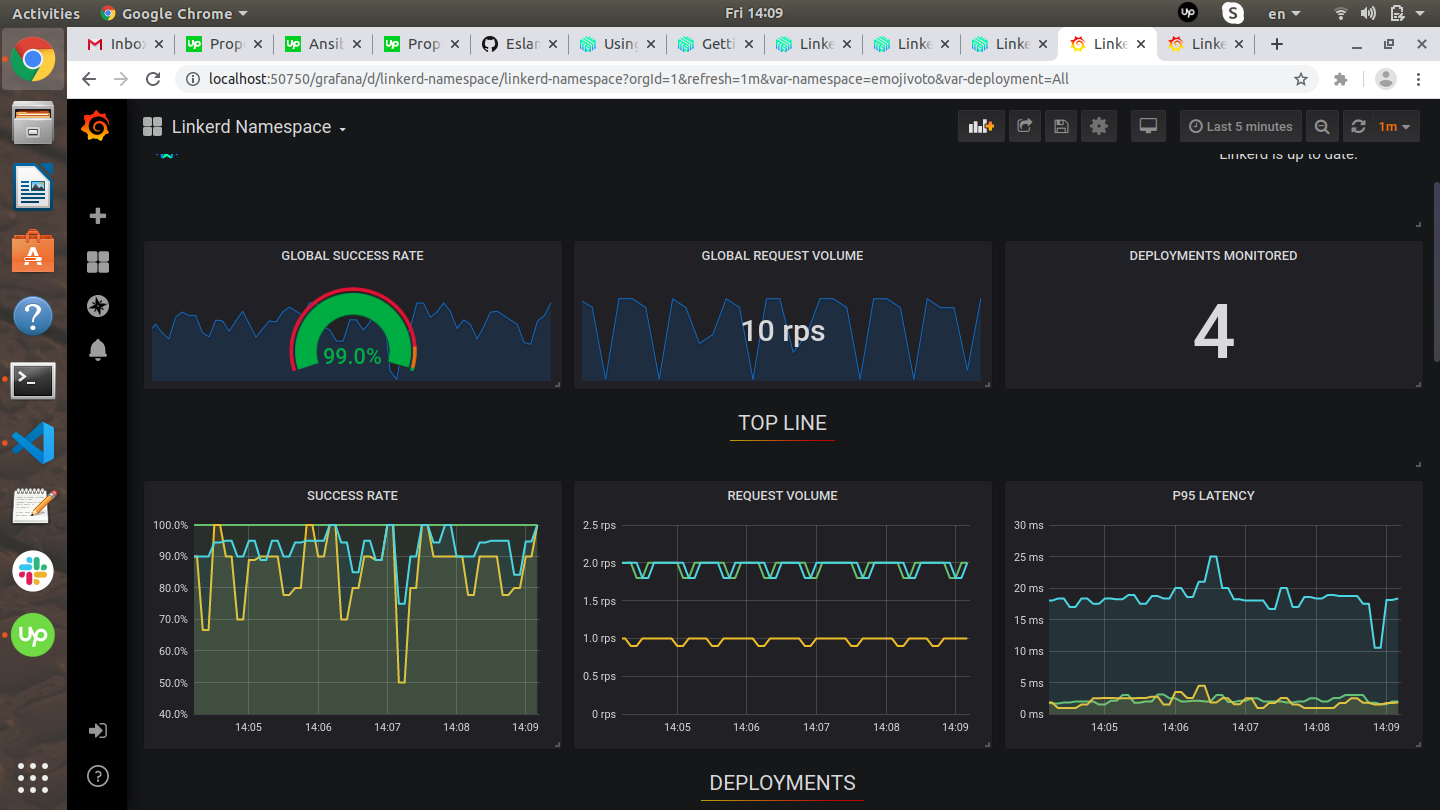 Activities
Google Chrome
Fri 14:09
en
Inbox
Prop
Ansib
Prop
Eslan
Using
Getti
Linke
Linke
Linke
Linke
Linke
localhost:50750/grafana/d/linkerd-namespace/linkerd-namespace?orgId=1&refresh=1m&var-namespace=emojivoto&var-deployment=All
Linkerd Namespace
Last 5 minutes
1m
Linkerd is up to date.
GLOBAL SUCCESS RATE
99.0%
GLOBAL REQUEST VOLUME
10 rps
DEPLOYMENTS MONITORED
4
TOP LINE
SUCCESS RATE
100.0%
90.0%
80.0%
70.0%
60.0%
50.0%
40.0%
14:05 14:06 14:07 14:08 14:09
REQUEST VOLUME
2.5 rps
2.0 rps
1.5 rps
1.0 rps
0.5 rps
0 rps
14:05 14:06 14:07 14:08 14:09
P95 LATENCY
30 ms
25 ms
20 ms
15 ms
10 ms
5 ms
0 ms
14:05 14:06 14:07 14:08 14:09
DEPLOYMENTS